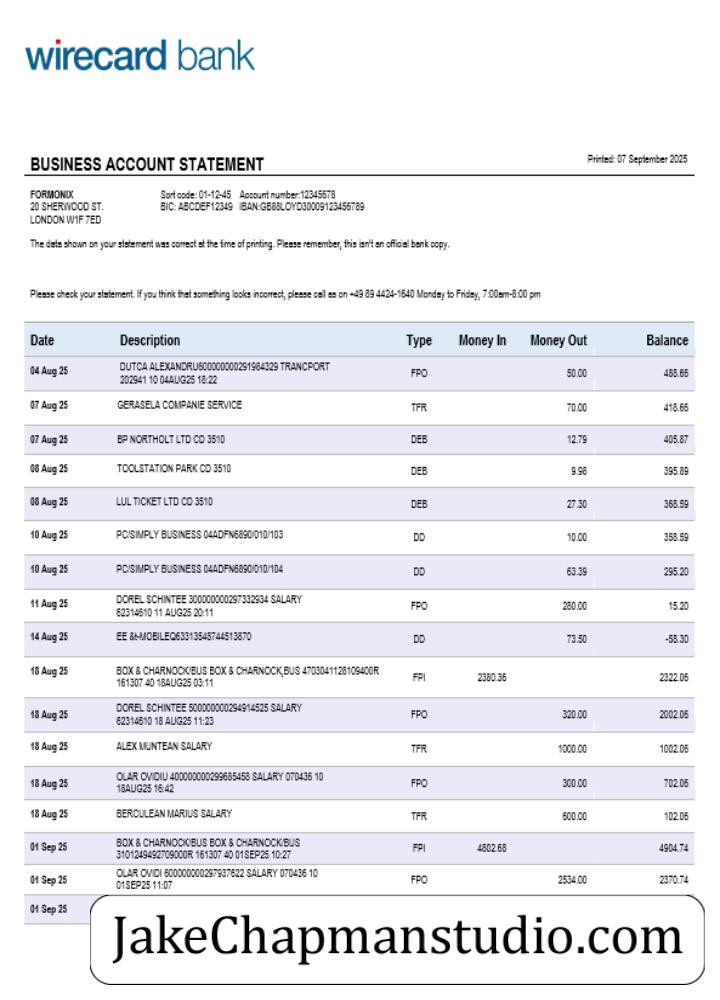 wirecard bank
BUSINESS ACCOUNT STATEMENT
Printed: 07 September 2025
FORMONIX Sort code: 01-12-45 Account number:12345678
20 SHERWOOD ST. BIC: ABCDEF12349 IBAN:GB88LOYD30009123456789
LONDON W1F 7ED
The data shown on your statement was correct at the time of printing. Please remember, this isn't an official bank copy.
Please check your statement. If you think that something looks incorrect, please call as on +49 89 4424-1640 Monday to Friday, 7:00am-8:00 pm
Date Description Type Money In Money Out Balance
04 Aug 25 DUTCA ALEXANDRU600000000291984329 TRANCPORT FPO 50.00 488.66
202941 10 04AUG25 18:22
07 Aug 25 GERASELA COMPANIE SERVICE TFR 70.00 418.66
07 Aug 25 BP NORTHOLT LTD CD 3510 DEB 12.79 405.87
08 Aug 25 TOOLSTATION PARK CD 3510 DEB 9.98 395.89
08 Aug 25 LUL TICKET LTD CD 3510 DEB 27.30 368.59
10 Aug 25 PC/SIMPLY BUSINESS 04ADFN6890/010/103 DD 10.00 358.59
10 Aug 25 PC/SIMPLY BUSINESS 04ADFN6890/010/104 DD 63.39 295.20
11 Aug 25 DOREL SCHINTEE 300000000297332934 SALARY FPO 280.00 15.20
62314610 11 AUG25 20:11
14 Aug 25 EE &t-MOBILEQ63313548744513870 DD 73.50 -58.30
18 Aug 25 BOX & CHARNOCK/BUS BOX & CHARNOCK,BUS 4703041128109400R FPI 2380.36 2322.06
161307 40 18AUG25 03:11
18 Aug 25 DOREL SCHINTEE 500000000294914525 SALARY FPO 320.00 2002.06
62314610 18 AUG25 11:23
18 Aug 25 ALEX MUNTEAN SALARY TFR 1000.00 1002.06
18 Aug 25 OLAR OVIDIU 400000000299685458 SALARY 070436 10 FPO 300.00 702.06
18AUG25 16:42
18 Aug 25 BERCULEAN MARIUS SALARY TFR 600.00 102.06
01 Sep 25 BOX & CHARNOCK/BUS BOX & CHARNOCK/BUS FPI 4802.68 4904.74
3101249492709000R 161307 40 01SEP25 10:27
01 Sep 25 OLAR OVIDI 600000000297937622 SALARY 070436 10 FPO 2534.00 2370.74
01SEP25 11:07
01 Sep 25
JakeChapmanstudio.com